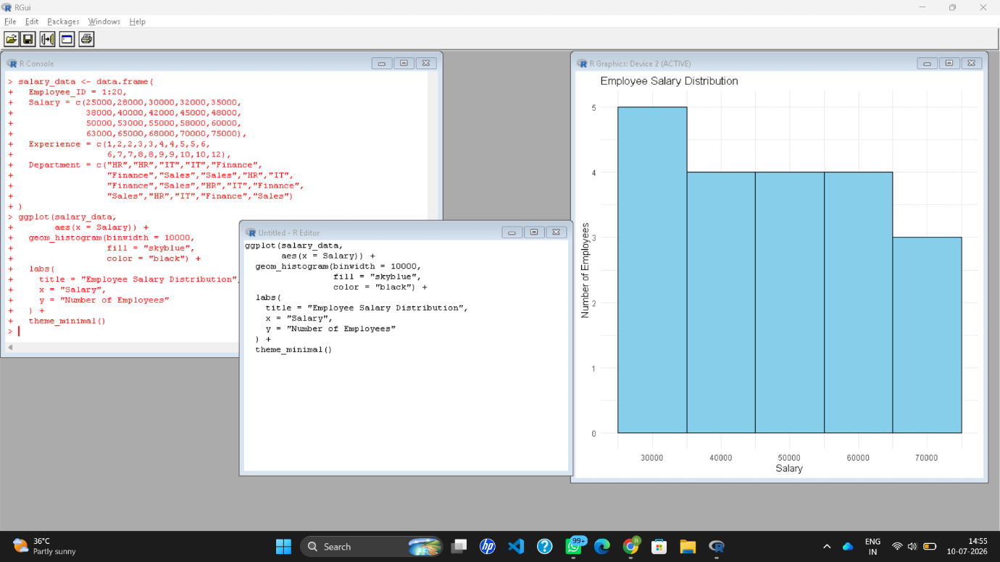 RGui
File Edit Packages Windows Help
R Console
> salary_data <- data.frame(
+   Employee_ID = 1:20,
+   Salary = c(25000,28000,30000,32000,35000,
+              38000,40000,42000,45000,48000,
+              50000,53000,55000,58000,60000,
+              63000,65000,68000,70000,75000),
+   Experience = c(1,2,2,3,3,4,4,5,5,6,
+                  6,7,7,8,8,9,9,10,10,12),
+   Department = c("HR","HR","IT","IT","Finance",
+                  "Finance","Sales","Sales","HR","IT",
+                  "Finance","Sales","HR","IT","Finance",
+                  "Sales","HR","IT","Finance","Sales")
+ )
> ggplot(salary_data,
+        aes(x = Salary)) +
+   geom_histogram(binwidth = 10000,
+                  fill = "skyblue",
+                  color = "black") +
+   labs(
+     title = "Employee Salary Distribution",
+     x = "Salary",
+     y = "Number of Employees"
+   ) +
+   theme_minimal()
>
Untitled - R Editor
ggplot(salary_data,
       aes(x = Salary)) +
  geom_histogram(binwidth = 10000,
                 fill = "skyblue",
                 color = "black") +
  labs(
    title = "Employee Salary Distribution",
    x = "Salary",
    y = "Number of Employees"
  ) +
  theme_minimal()
R Graphics: Device 2 (ACTIVE)
Employee Salary Distribution
Number of Employees
5
4
3
2
1
0
30000 40000 50000 60000 70000
Salary
36°C
Partly sunny
Search
99+
R
ENG
IN
14:55
10-07-2026